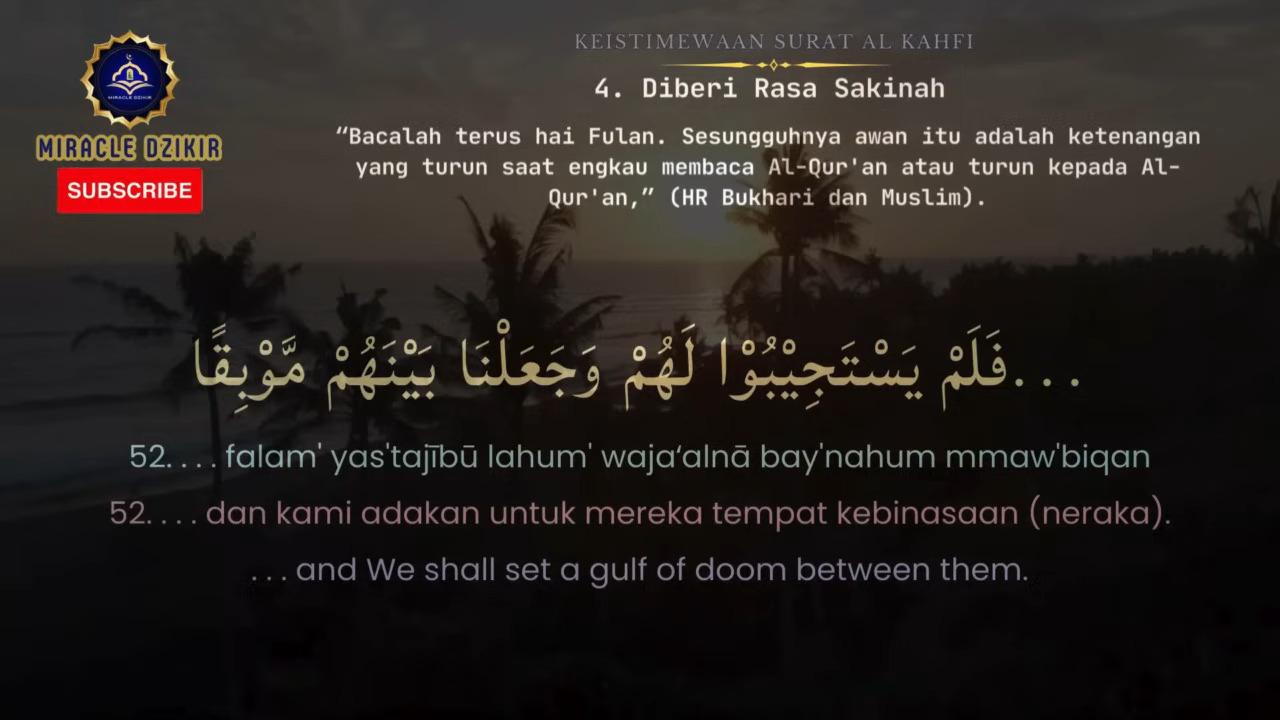 KEISTIMEWAAN SURAT AL KAHFI
4. Diberi Rasa Sakinah
“Bacalah terus hai Fulan. Sesungguhnya awan itu adalah ketenangan
yang turun saat engkau membaca Al-Qur'an atau turun kepada Al-
Qur'an,” (HR Bukhari dan Muslim).
MIRACLE DZIKIR
MIRACLE DZIKIR
SUBSCRIBE
...فَلَمْ يَسْتَجِيْبُوْا لَهُمْ وَجَعَلْنَا بَيْنَهُمْ مَّوْبِقًا
52. . . . falam' yas'tajībū lahum' waja‘alnā bay'nahum mmaw'biqan
52. . . . dan kami adakan untuk mereka tempat kebinasaan (neraka).
. . . and We shall set a gulf of doom between them.